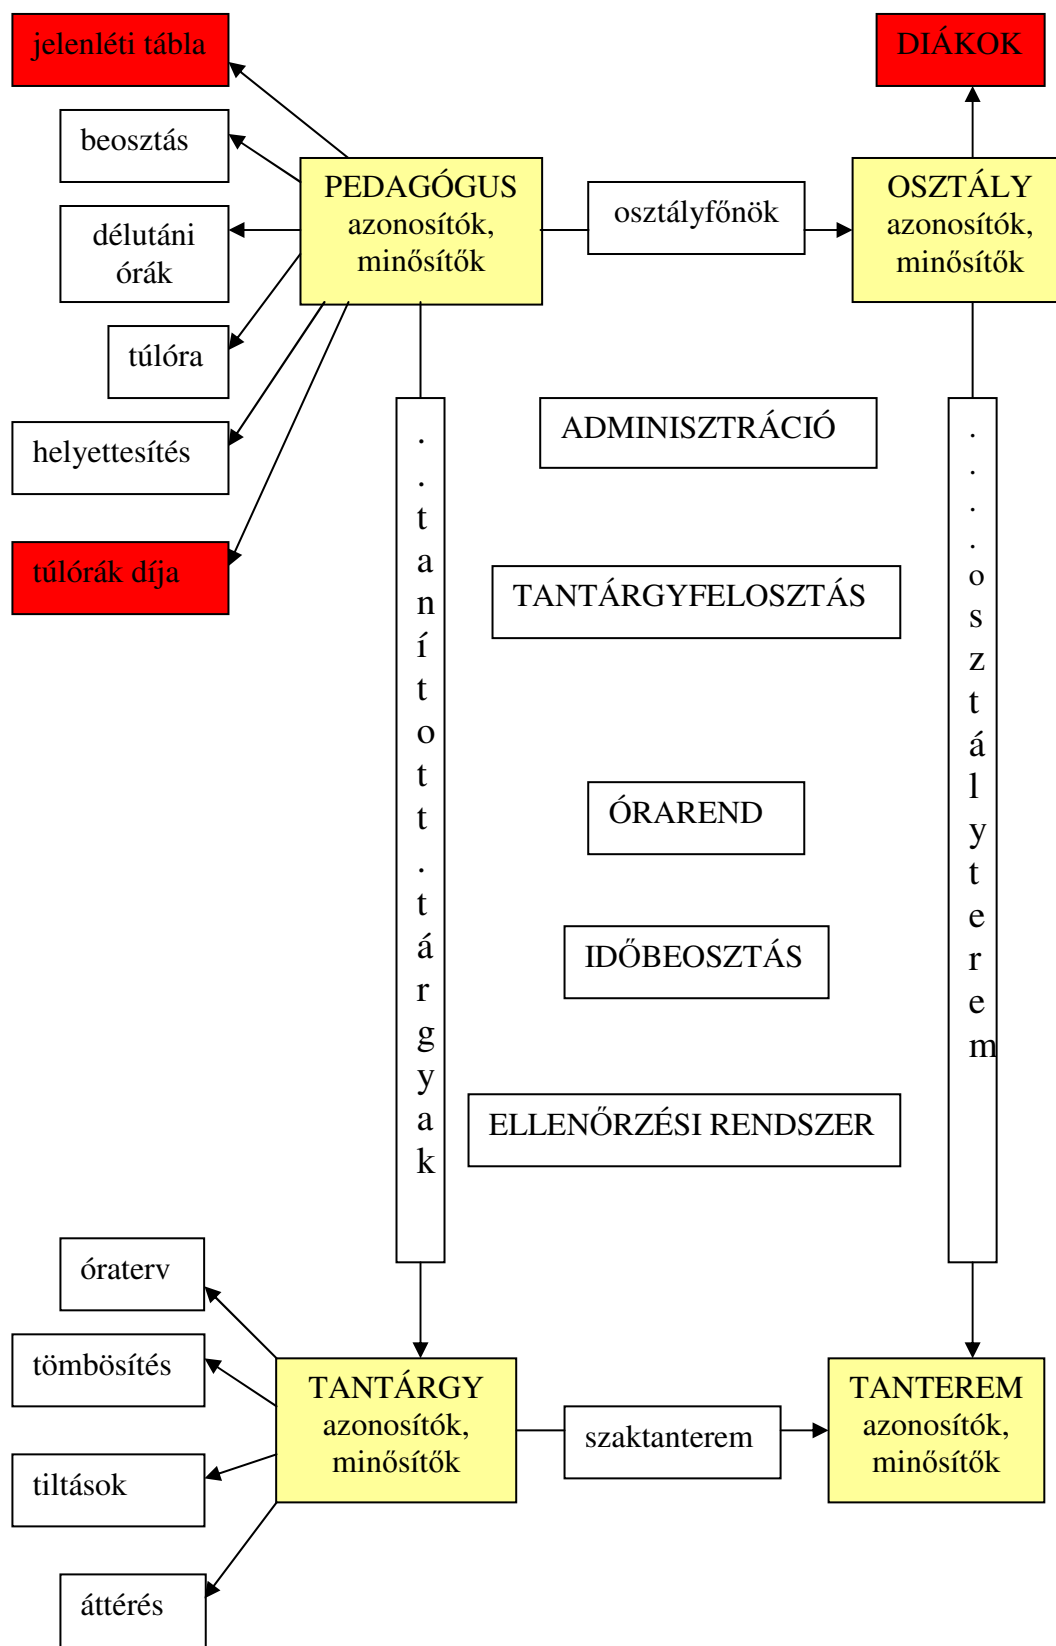 jelenléti tábla
DIÁKOK
beosztás
PEDAGÓGUS
azonosítók,
minősítők
osztályfőnök
OSZTÁLY
azonosítók,
minősítők
délutáni
órák
túlóra
helyettesítés
túlórák díja
. . tanított . tárgyak
ADMINISZTRÁCIÓ
TANTÁRGYFELOSZTÁS
ÓRAREND
IDŐBEOSZTÁS
ELLENŐRZÉSI RENDSZER
. . . . osztályterem
óraterv
tömbösítés
tiltások
áttérés
TANTÁRGY
azonosítók,
minősítők
szaktanterem
TANTEREM
azonosítók,
minősítők